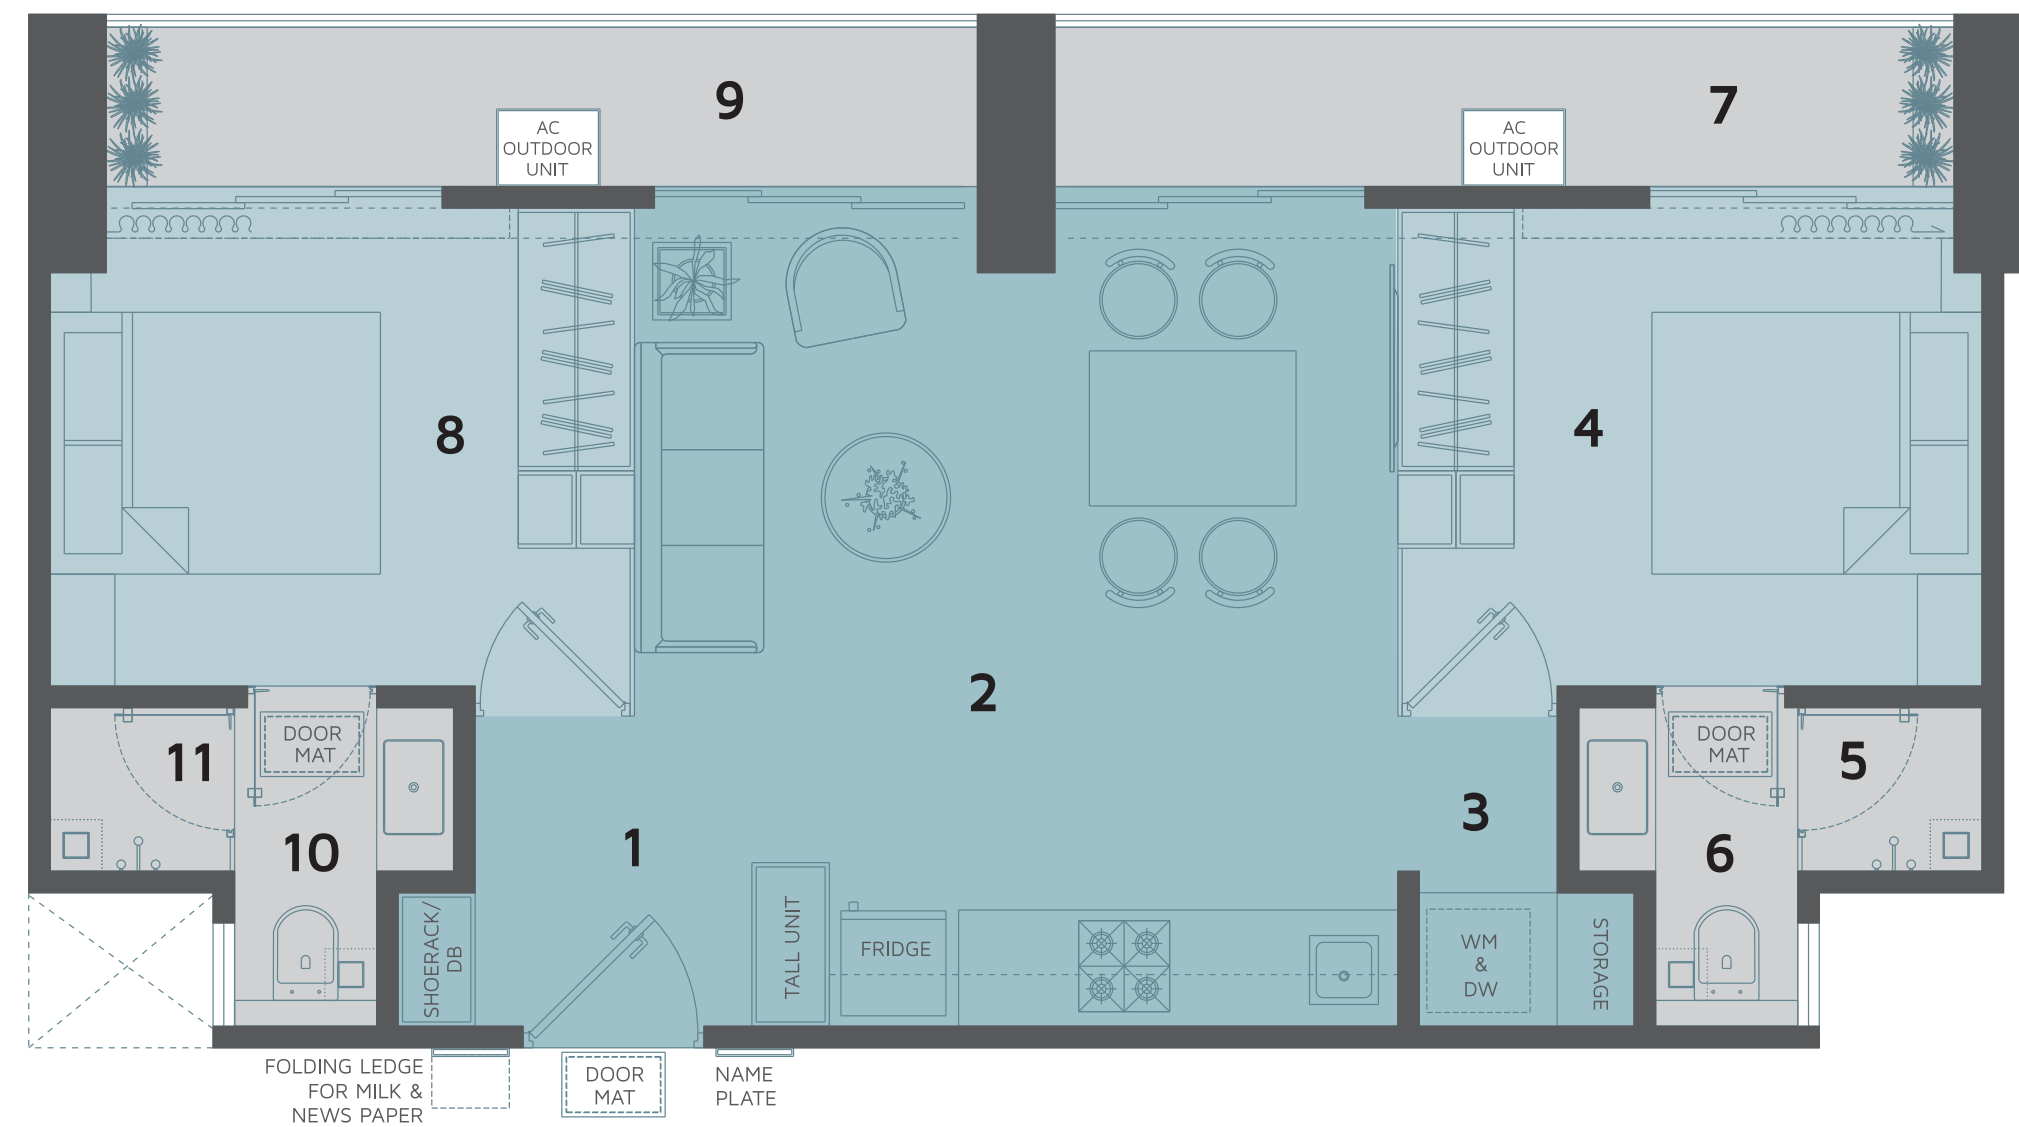 9
7
AC
OUTDOOR
UNIT
AC
OUTDOOR
UNIT
8
4
2
DOOR
MAT
11
10
DOOR
MAT
5
3
6
1
SHOERACK/
DB
TALL UNIT
FRIDGE
WM
&
DW
STORAGE
FOLDING LEDGE
FOR MILK &
NEWS PAPER
DOOR
MAT
NAME
PLATE